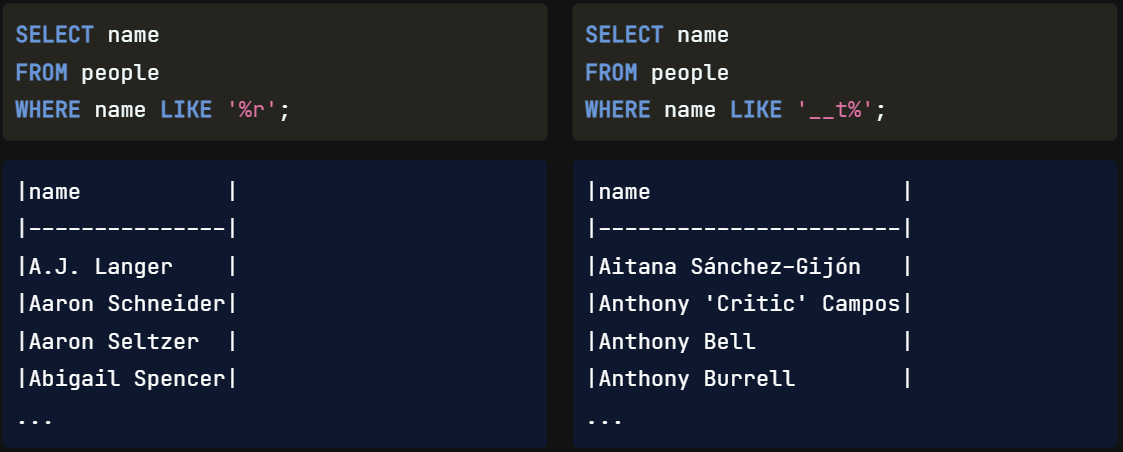 SELECT name
FROM people
WHERE name LIKE '%r';
|name           |
|---------------|
|A.J. Langer    |
|Aaron Schneider|
|Aaron Seltzer  |
|Abigail Spencer|
...
SELECT name
FROM people
WHERE name LIKE '__t%';
|name                   |
|-----------------------|
|Aitana Sánchez-Gijón   |
|Anthony 'Critic' Campos|
|Anthony Bell           |
|Anthony Burrell        |
...